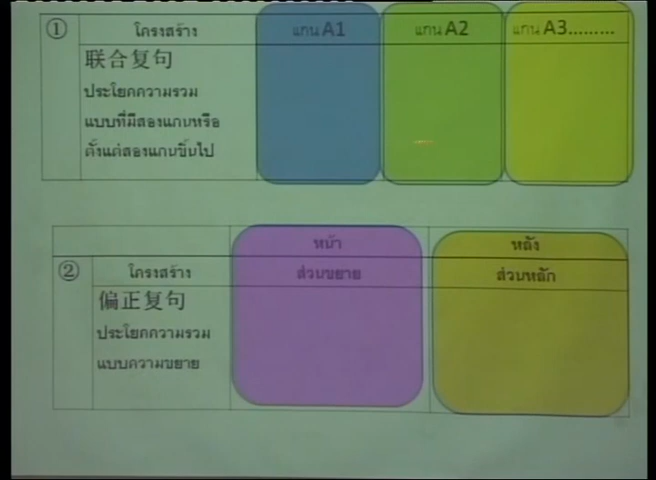 ① โครงสร้าง แกน A1 แกน A2 แกน A3.........
联合复句
ประโยคความรวม
แบบที่มีสองแกนหรือ
ตั้งแต่สองแกนขึ้นไป
หน้า หลัง
② โครงสร้าง ส่วนขยาย ส่วนหลัก
偏正复句
ประโยคความรวม
แบบความขยาย